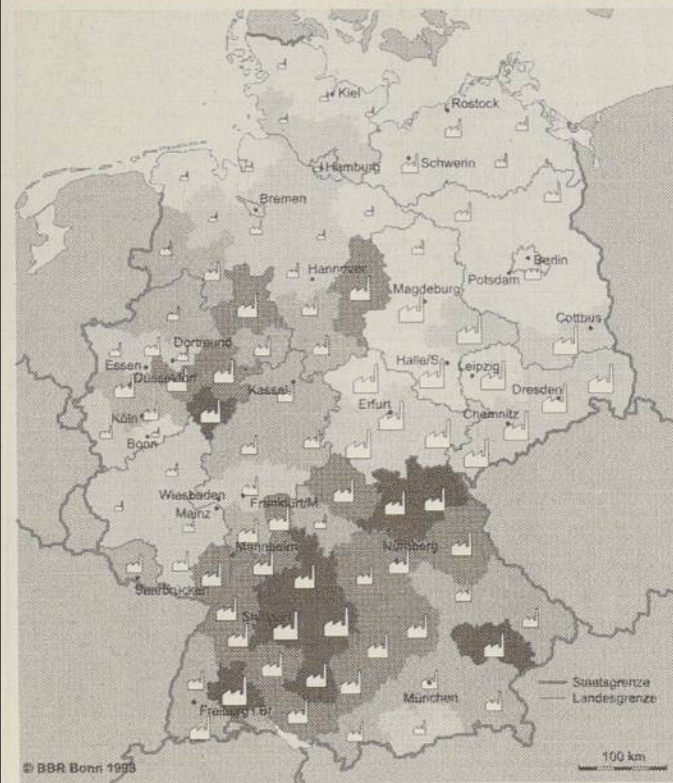 Kiel
Rostock
Hamburg
Schwerin
Bremen
Berlin
Hannover
Potsdam
Magdeburg
Cottbus
Dortmund
Essen
Halle/S.
Leipzig
Düsseldorf
Kassel
Dresden
Erfurt
Köln
Chemnitz
Bonn
Wiesbaden
Frankfurt/M
Mainz
Mannheim
Nürnberg
Saarbrücken
Stuttgart
Staatsgrenze
München
Landesgrenze
Freiburg i.Br.
100 km
© BBR Bonn 1998